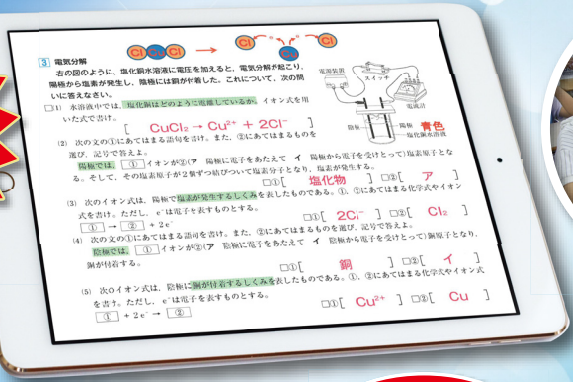 Cl Cu Cl → Cl Cu Cl
3 電気分解
右の図のように、塩化銅水溶液に電圧を加えると、電気分解が起こり、
陽極から塩素が発生し、陰極には銅が付着した。これについて、次の問
いに答えなさい。
電源装置 スイッチ
電流計
陰極 陽極 青色
塩化銅水溶液
□(1) 水溶液中では、塩化銅はどのように電離しているか。イオン式を用
いた式で書け。
[ CuCl₂ → Cu²⁺ + 2Cl⁻ ]
(2) 次の文の①にあてはまる語句を書け。また、②にあてはまるものを
選び、記号で答えよ。
陽極では、①イオンが②(ア 陽極に電子をあたえて イ 陽極から電子を受けとって)塩素原子とな
る。そして、その塩素原子が2個ずつ結びついて塩素分子となり、塩素が発生する。
□①[ 塩化物 ] □②[ ア ]
(3) 次のイオン式は、陽極で塩素が発生するしくみを表したものである。①、②にあてはまる化学式やイオン
式を書け。ただし、e⁻は電子を表すものとする。
① → ② + 2e⁻
□①[ 2Cl⁻ ] □②[ Cl₂ ]
(4) 次の文の①にあてはまる語句を書け。また、②にあてはまるものを選び、記号で答えよ。
陰極では、①イオンが②(ア 陰極に電子をあたえて イ 陰極から電子を受けとって)銅原子となり、
銅が付着する。
□①[ 銅 ] □②[ イ ]
(5) 次のイオン式は、陰極に銅が付着するしくみを表したものである。①、②にあてはまる化学式やイオン式
を書け。ただし、e⁻は電子を表すものとする。
① + 2e⁻ → ②
□①[ Cu²⁺ ] □②[ Cu ]